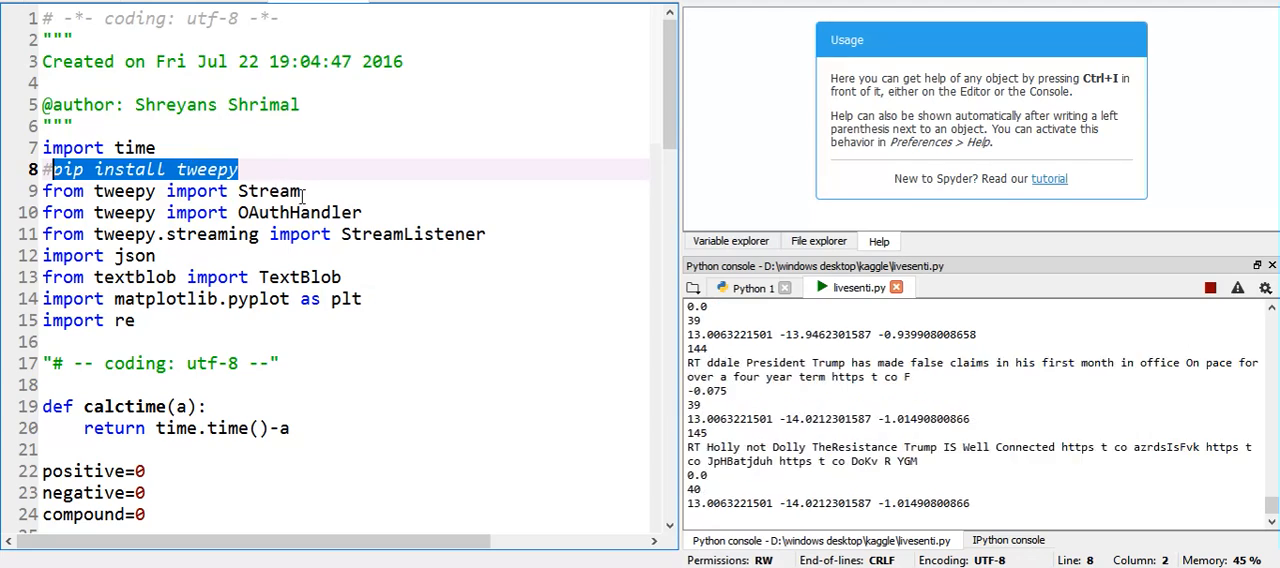 1 # -*- coding: utf-8 -*-
2 """
3 Created on Fri Jul 22 19:04:47 2016
4
5 @author: Shreyans Shrimal
6 """
7 import time
8 #pip install tweepy
9 from tweepy import Stream
10 from tweepy import OAuthHandler
11 from tweepy.streaming import StreamListener
12 import json
13 from textblob import TextBlob
14 import matplotlib.pyplot as plt
15 import re
16
17 "# -- coding: utf-8 --"
18
19 def calctime(a):
20     return time.time()-a
21
22 positive=0
23 negative=0
24 compound=0
Usage
Here you can get help of any object by pressing Ctrl+I in
front of it, either on the Editor or the Console.
Help can also be shown automatically after writing a left
parenthesis next to an object. You can activate this
behavior in Preferences > Help.
New to Spyder? Read our tutorial
Variable explorer File explorer Help
Python console - D:\windows desktop\kaggle\livesenti.py
Python 1 livesenti.py
0.0
39
13.0063221501 -13.9462301587 -0.939908008658
144
RT ddale President Trump has made false claims in his first month in office On pace for
over a four year term https t co F
-0.075
39
13.0063221501 -14.0212301587 -1.01490800866
145
RT Holly not Dolly TheResistance Trump IS Well Connected https t co azrdsIsFvk https t
co JpHBatjduh https t co DoKv R YGM
0.0
40
13.0063221501 -14.0212301587 -1.01490800866
Python console - D:\windows desktop\kaggle\livesenti.py IPython console
Permissions: RW End-of-lines: CRLF Encoding: UTF-8 Line: 8 Column: 2 Memory: 45 %